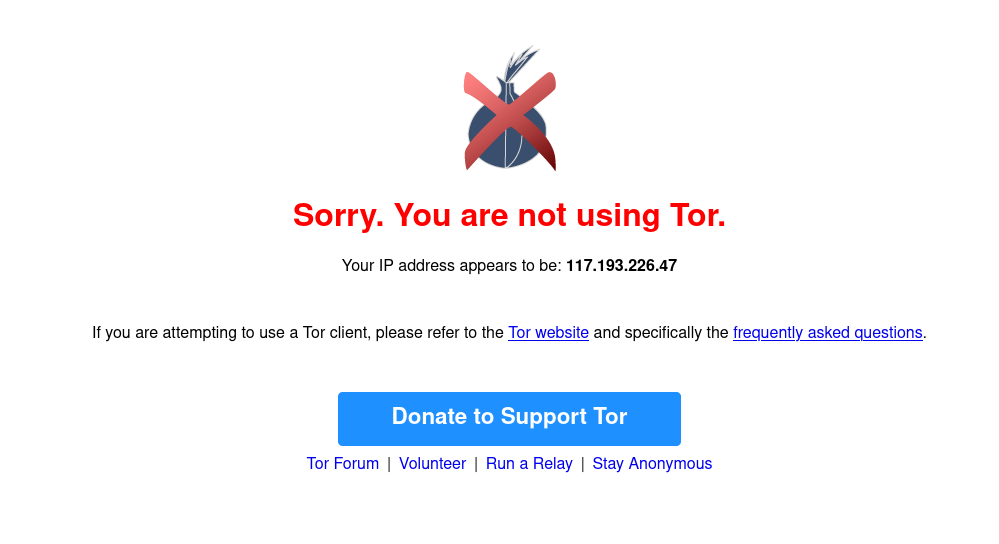 Sorry. You are not using Tor.
Your IP address appears to be: 117.193.226.47
If you are attempting to use a Tor client, please refer to the Tor website and specifically the frequently asked questions.
Donate to Support Tor
Tor Forum | Volunteer | Run a Relay | Stay Anonymous